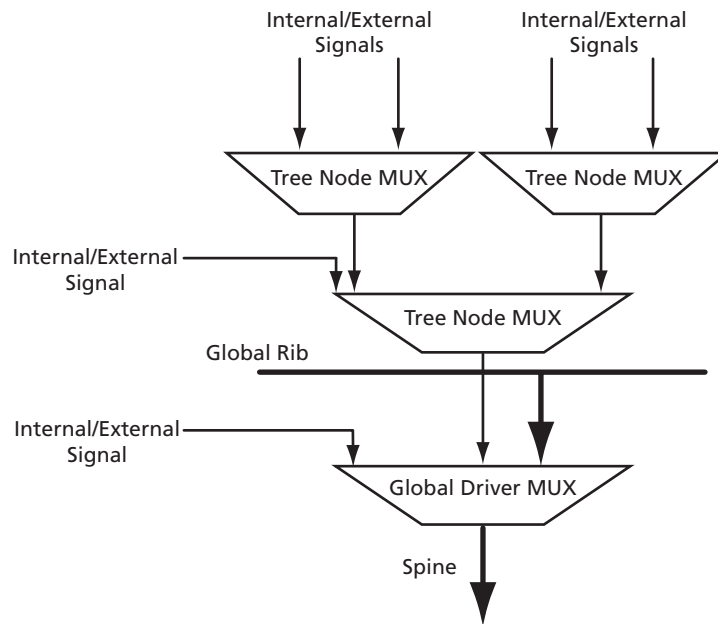 Internal/External
Signals
Internal/External
Signals
Tree Node MUX
Tree Node MUX
Internal/External
Signal
Tree Node MUX
Global Rib
Internal/External
Signal
Global Driver MUX
Spine